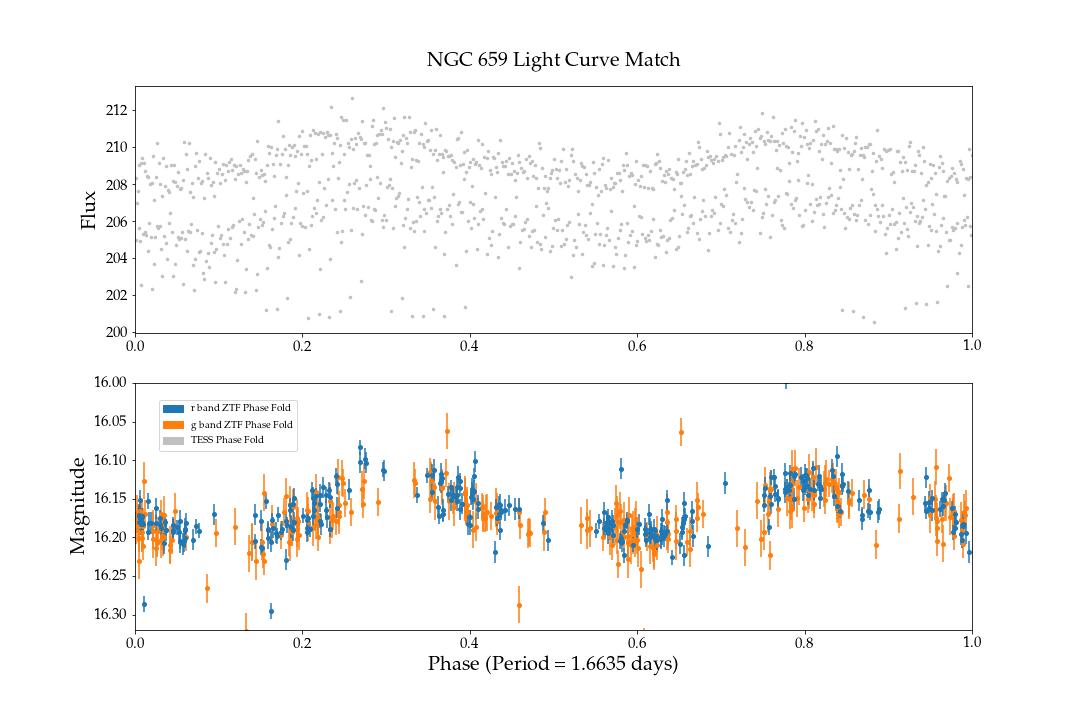 NGC 659 Light Curve Match
212
210
208
206
204
202
200
Flux
0.0 0.2 0.4 0.6 0.8 1.0
16.00
16.05
16.10
16.15
16.20
16.25
16.30
Magnitude
r band ZTF Phase Fold
g band ZTF Phase Fold
TESS Phase Fold
0.0 0.2 0.4 0.6 0.8 1.0
Phase (Period = 1.6635 days)